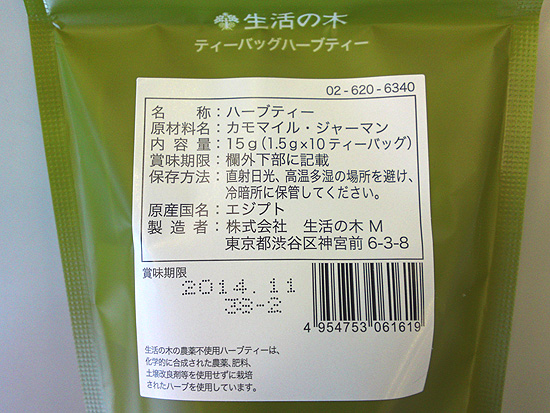 生活の木
ティーバッグハーブティー
02-620-6340
名 称:ハーブティー
原材料名:カモマイル・ジャーマン
内 容 量:15g(1.5g×10ティーバッグ)
賞味期限:欄外下部に記載
保存方法:直射日光、高温多湿の場所を避け、
冷暗所に保管してください。
原産国名:エジプト
製 造 者:株式会社 生活の木 M
東京都渋谷区神宮前 6-3-8
賞味期限
2014.11
JS-2
4 954753 061619
生活の木の農薬不使用ハーブティーは、
化学的に合成された農薬、肥料、
土壌改良剤等を使用せずに栽培
されたハーブを使用しています。